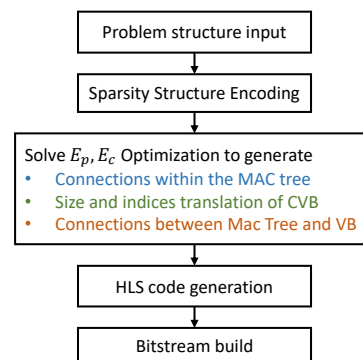 Problem structure input
Sparsity Structure Encoding
Solve E_p, E_c Optimization to generate
• Connections within the MAC tree
• Size and indices translation of CVB
• Connections between Mac Tree and VB
HLS code generation
Bitstream build